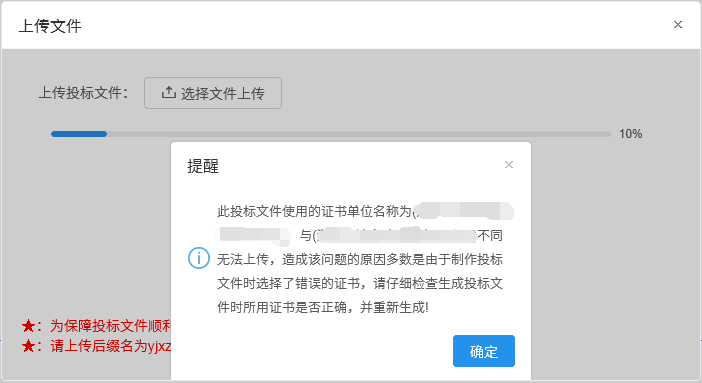 上传文件
上传投标文件：
选择文件上传
10%
提醒
此投标文件使用的证书单位名称为(
与(
)不同
无法上传，造成该问题的原因多数是由于制作投标
文件时选择了错误的证书，请仔细检查生成投标文
件时所用证书是否正确，并重新生成!
确定
★：为保障投标文件顺利
★：请上传后缀名为yjxz